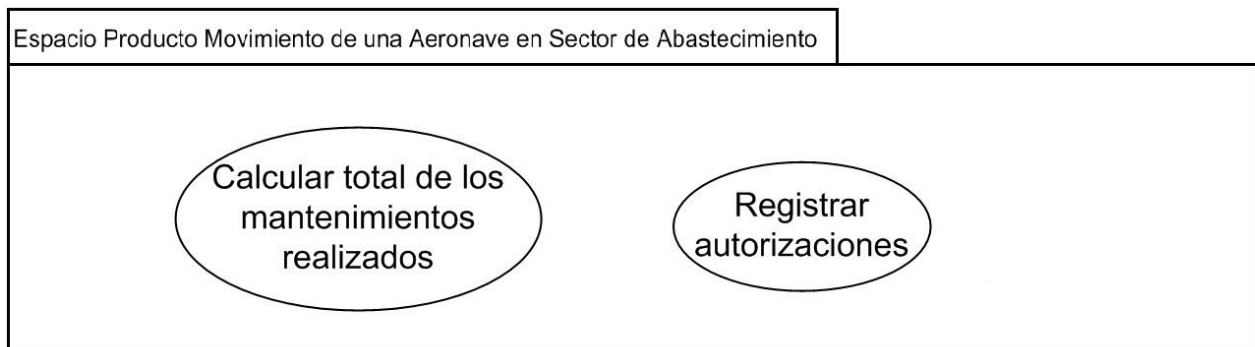 Espacio Producto Movimiento de una Aeronave en Sector de Abastecimiento
Calcular total de los
mantenimientos
realizados
Registrar
autorizaciones